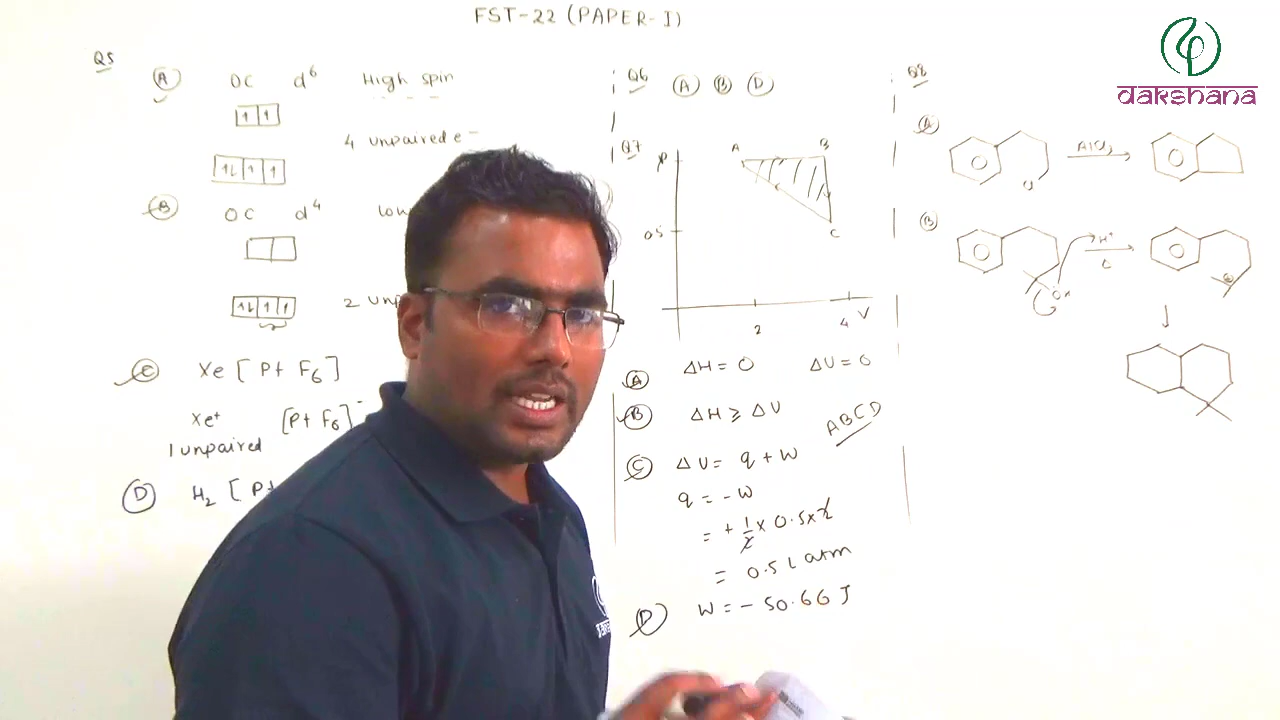 FST-22 (PAPER-I)
dakshana
Q5
A OC d⁶ High spin
↑ ↑
4 unpaired e⁻
↑↓ ↑ ↑
B OC d⁴
↑↓ ↑ ↑
2
C Xe [Pt F₆]
Xe⁺ [Pt F₆]⁻
1 unpaired
D H₂ [
Q6 A B D
Q7
A B
P
0.5
C
2 4 V
A ΔH = 0 ΔU = 0
B ΔH ≥ ΔU
ABCD
C ΔU = q + W
q = -W
= + 1/2 x 0.5 x 2
= 0.5 L atm
D W = - 50.66 J
Q8
A
AlCl₃
B
H⁺
OH
⊕